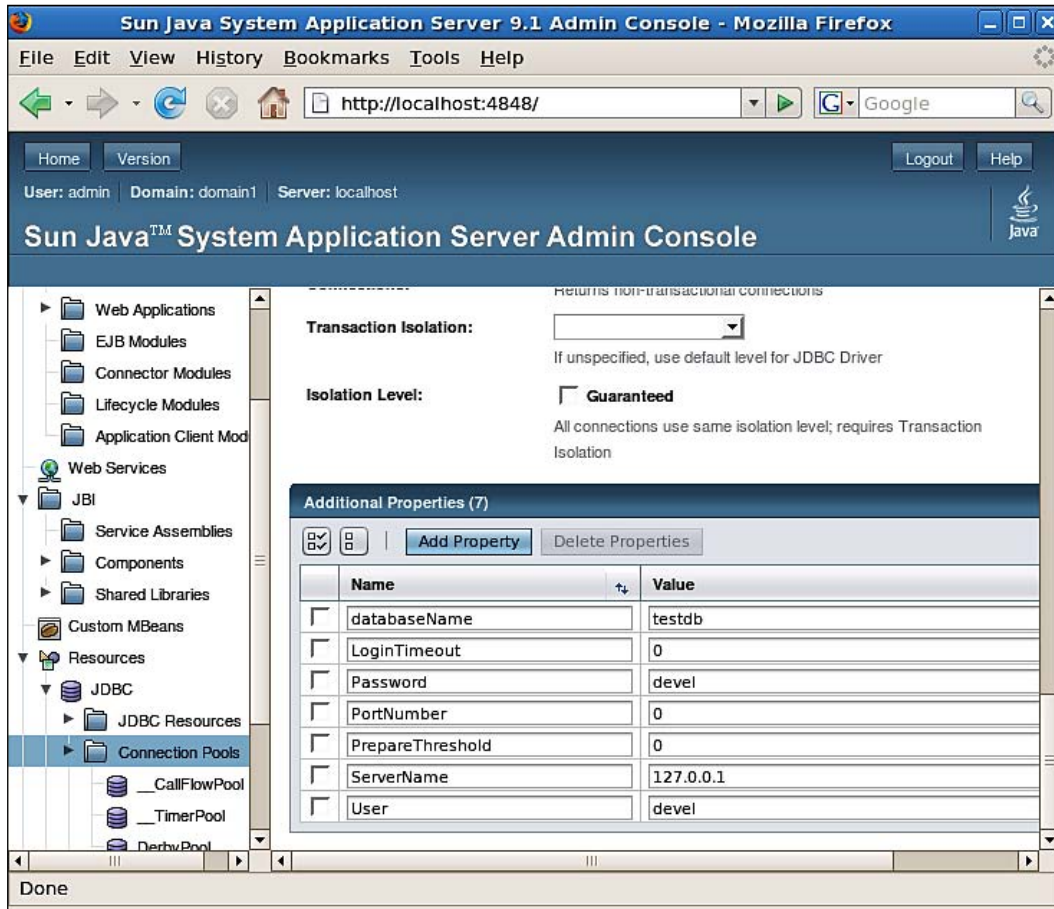 Sun Java System Application Server 9.1 Admin Console - Mozilla Firefox
File Edit View History Bookmarks Tools Help
http://localhost:4848/
G Google
Home Version Logout Help
User: admin Domain: domain1 Server: localhost
Sun Java™ System Application Server Admin Console
Java
Web Applications
EJB Modules
Connector Modules
Lifecycle Modules
Application Client Mod
Web Services
JBI
Service Assemblies
Components
Shared Libraries
Custom MBeans
Resources
JDBC
JDBC Resources
Connection Pools
__CallFlowPool
__TimerPool
DerbyPool
Returns non-transactional connections
Transaction Isolation:
If unspecified, use default level for JDBC Driver
Isolation Level: Guaranteed
All connections use same isolation level; requires Transaction
Isolation
Additional Properties (7)
Add Property Delete Properties
Name Value
databaseName testdb
LoginTimeout 0
Password devel
PortNumber 0
PrepareThreshold 0
ServerName 127.0.0.1
User devel
Done